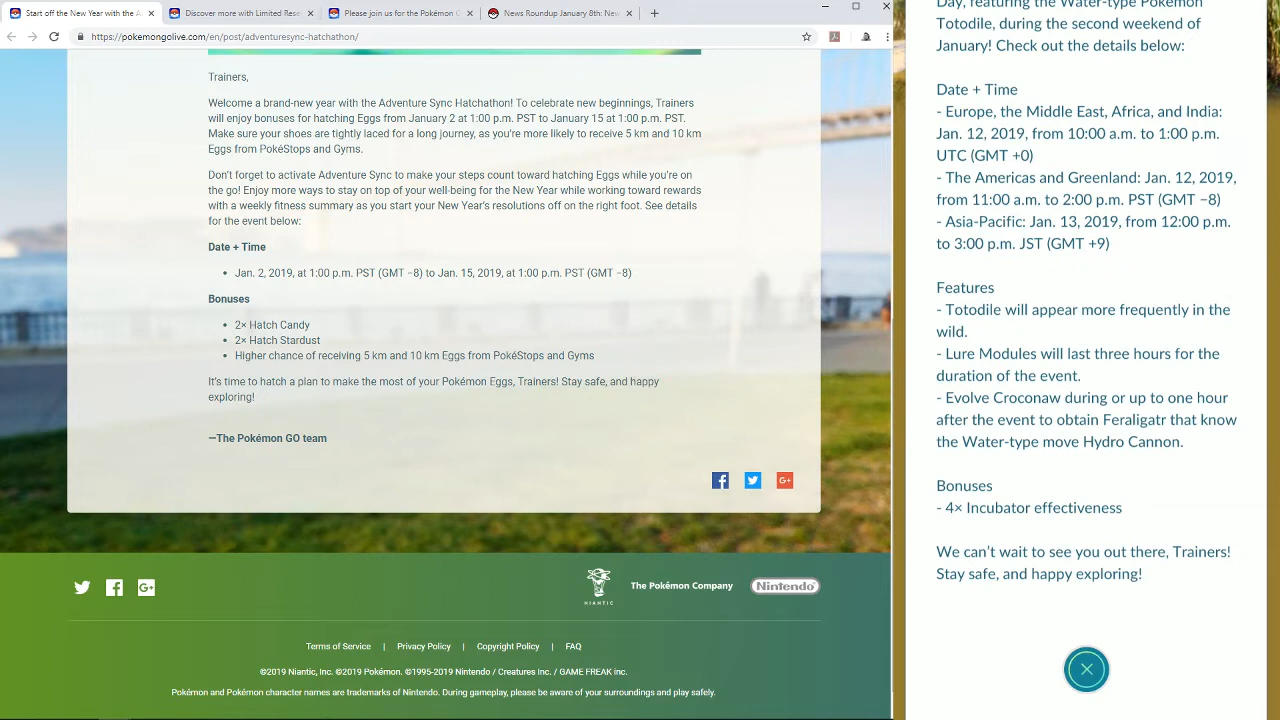 Start off the New Year with the A
Discover more with Limited Rese
Please join us for the Pokémon G
News Roundup January 8th: New
https://pokemongolive.com/en/post/adventuresync-hatchathon/
Trainers,
Welcome a brand-new year with the Adventure Sync Hatchathon! To celebrate new beginnings, Trainers
will enjoy bonuses for hatching Eggs from January 2 at 1:00 p.m. PST to January 15 at 1:00 p.m. PST.
Make sure your shoes are tightly laced for a long journey, as you're more likely to receive 5 km and 10 km
Eggs from PokéStops and Gyms.
Don't forget to activate Adventure Sync to make your steps count toward hatching Eggs while you're on
the go! Enjoy more ways to stay on top of your well-being for the New Year while working toward rewards
with a weekly fitness summary as you start your New Year's resolutions off on the right foot. See details
for the event below:
Date + Time
• Jan. 2, 2019, at 1:00 p.m. PST (GMT −8) to Jan. 15, 2019, at 1:00 p.m. PST (GMT −8)
Bonuses
• 2× Hatch Candy
• 2× Hatch Stardust
• Higher chance of receiving 5 km and 10 km Eggs from PokéStops and Gyms
It's time to hatch a plan to make the most of your Pokémon Eggs, Trainers! Stay safe, and happy
exploring!
—The Pokémon GO team
G+
G+
NIANTIC
The Pokémon Company
Nintendo
Terms of Service | Privacy Policy | Copyright Policy | FAQ
©2019 Niantic, Inc. ©2019 Pokémon. ©1995-2019 Nintendo / Creatures Inc. / GAME FREAK inc.
Pokémon and Pokémon character names are trademarks of Nintendo. During gameplay, please be aware of your surroundings and play safely.
Day, featuring the Water-type Pokémon
Totodile, during the second weekend of
January! Check out the details below:
Date + Time
- Europe, the Middle East, Africa, and India:
Jan. 12, 2019, from 10:00 a.m. to 1:00 p.m.
UTC (GMT +0)
- The Americas and Greenland: Jan. 12, 2019,
from 11:00 a.m. to 2:00 p.m. PST (GMT −8)
- Asia-Pacific: Jan. 13, 2019, from 12:00 p.m.
to 3:00 p.m. JST (GMT +9)
Features
- Totodile will appear more frequently in the
wild.
- Lure Modules will last three hours for the
duration of the event.
- Evolve Croconaw during or up to one hour
after the event to obtain Feraligatr that know
the Water-type move Hydro Cannon.
Bonuses
- 4× Incubator effectiveness
We can't wait to see you out there, Trainers!
Stay safe, and happy exploring!